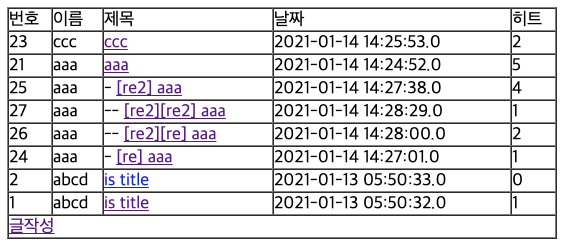 번호 이름 제목 날짜 히트
23 ccc ccc 2021-01-14 14:25:53.0 2
21 aaa aaa 2021-01-14 14:24:52.0 5
25 aaa - [re2] aaa 2021-01-14 14:27:38.0 4
27 aaa -- [re2][re2] aaa 2021-01-14 14:28:29.0 1
26 aaa -- [re2][re] aaa 2021-01-14 14:28:00.0 2
24 aaa - [re] aaa 2021-01-14 14:27:01.0 1
2 abcd is title 2021-01-13 05:50:33.0 0
1 abcd is title 2021-01-13 05:50:32.0 1
글작성